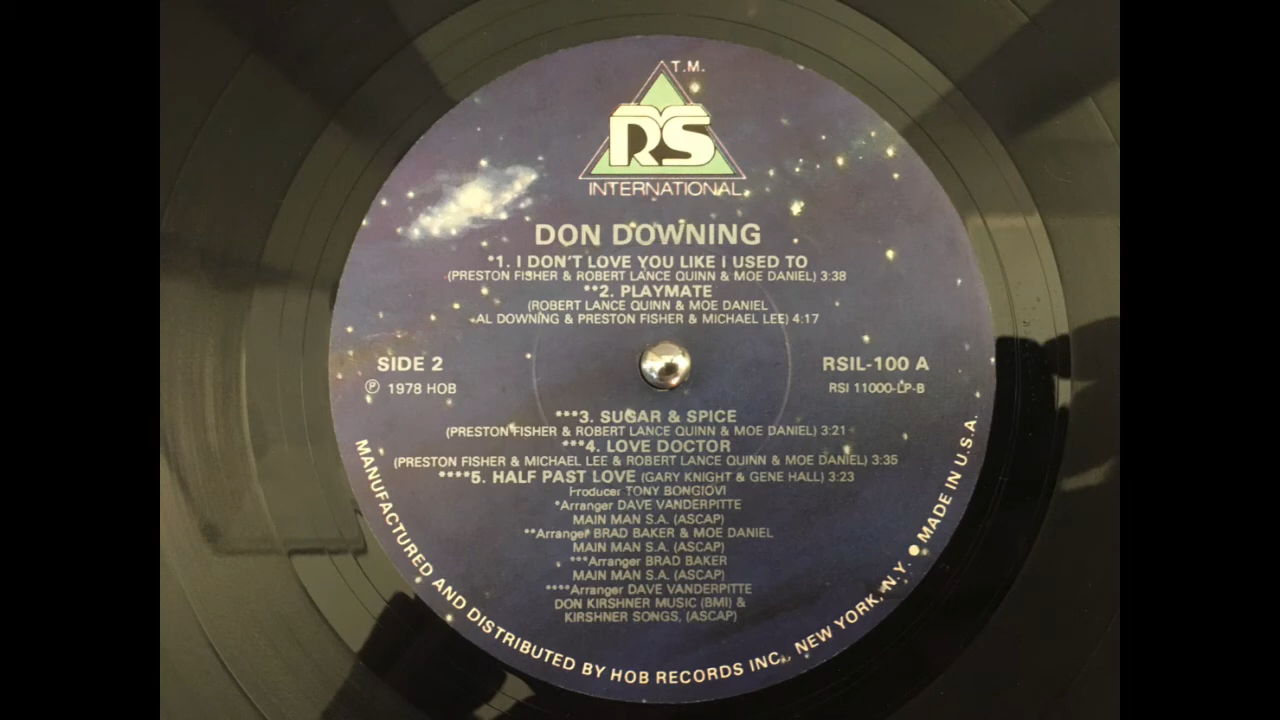 T.M.
RS
INTERNATIONAL
DON DOWNING
*1. I DON'T LOVE YOU LIKE I USED TO
(PRESTON FISHER & ROBERT LANCE QUINN & MOE DANIEL) 3:38
**2. PLAYMATE
(ROBERT LANCE QUINN & MOE DANIEL
AL DOWNING & PRESTON FISHER & MICHAEL LEE) 4:17
SIDE 2
RSIL-100 A
℗ 1978 HOB
RSI 11000-LP-B
***3. SUGAR & SPICE
(PRESTON FISHER & ROBERT LANCE QUINN & MOE DANIEL) 3:21
***4. LOVE DOCTOR
(PRESTON FISHER & MICHAEL LEE & ROBERT LANCE QUINN & MOE DANIEL) 3:35
****5. HALF PAST LOVE (GARY KNIGHT & GENE HALL) 3:23
Producer TONY BONGIOVI
*Arranger DAVE VANDERPITTE
MAIN MAN S.A. (ASCAP)
**Arranger BRAD BAKER & MOE DANIEL
MAIN MAN S.A. (ASCAP)
***Arranger BRAD BAKER
MAIN MAN S.A. (ASCAP)
****Arranger DAVE VANDERPITTE
DON KIRSHNER MUSIC (BMI) &
KIRSHNER SONGS, (ASCAP)
MANUFACTURED AND DISTRIBUTED BY HOB RECORDS INC., NEW YORK, N.Y. ● MADE IN U.S.A.